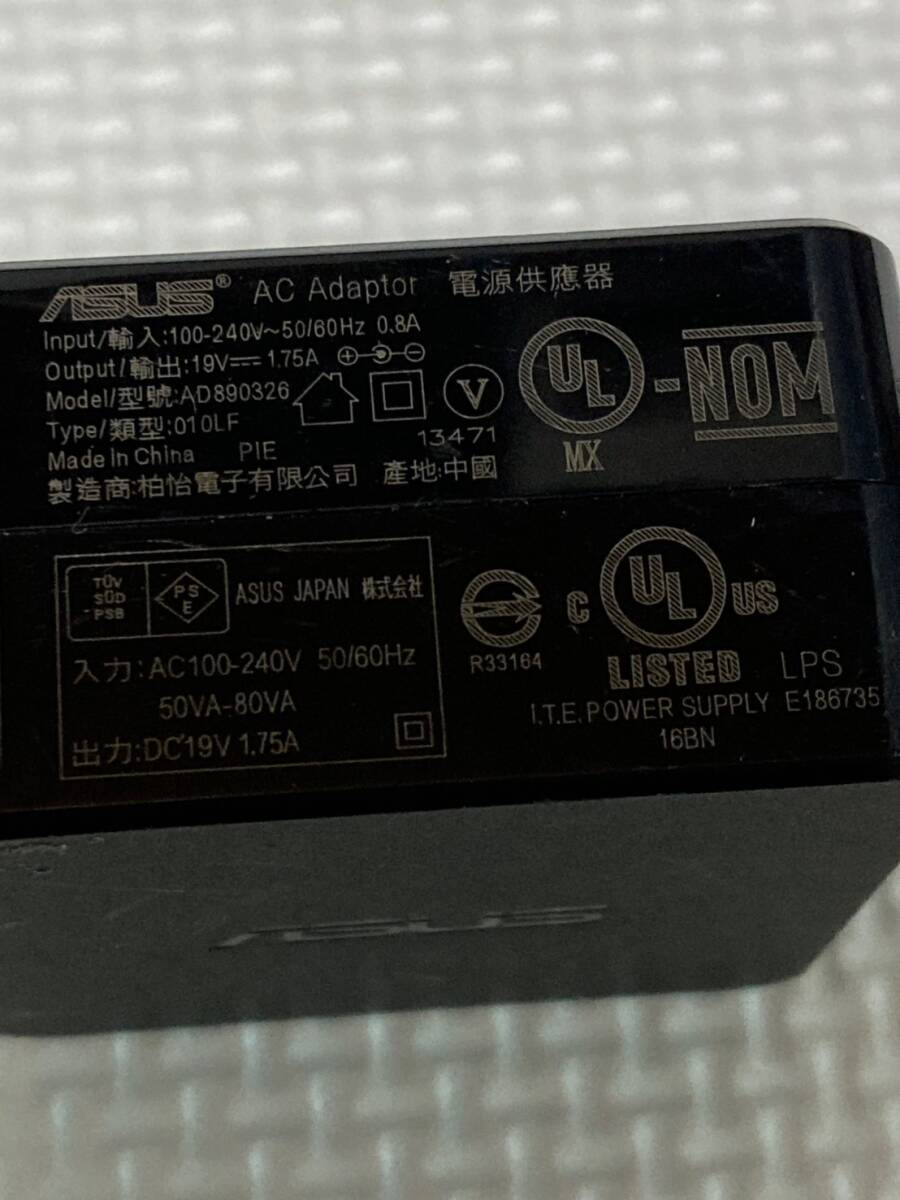 ASUS® AC Adaptor 電源供應器
Input/輸入:100-240V~50/60Hz 0.8A
Output/輸出:19V⎓1.75A
Model/型號:AD890326
Type/類型:010LF
Made in China PIE
V
13471
製造商:柏怡電子有限公司 產地:中國
UL
MX
-NOM
TÜV
SÜD
PSB
PS
E
ASUS JAPAN 株式会社
入力:AC100-240V 50/60Hz
50VA-80VA
出力:DC19V 1.75A
R33164
C UL US
LISTED LPS
I.T.E. POWER SUPPLY E186735
16BN
ASUS